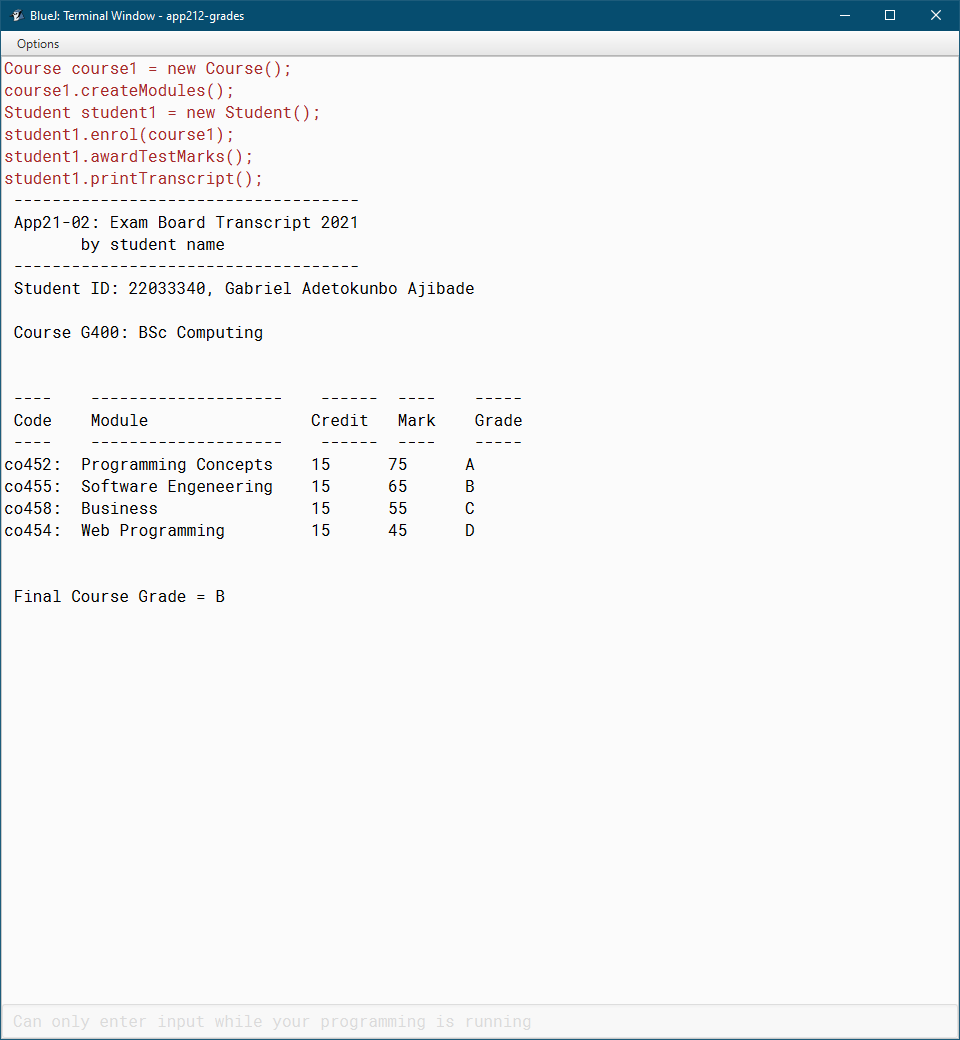 BlueJ: Terminal Window - app212-grades
Options
Course course1 = new Course();
course1.createModules();
Student student1 = new Student();
student1.enrol(course1);
student1.awardTestMarks();
student1.printTranscript();
------------------------------------
App21-02: Exam Board Transcript 2021
by student name
------------------------------------
Student ID: 22033340, Gabriel Adetokunbo Ajibade
Course G400: BSc Computing
---- -------------------- ------ ---- -----
Code Module Credit Mark Grade
---- -------------------- ------ ---- -----
co452: Programming Concepts 15 75 A
co455: Software Engeneering 15 65 B
co458: Business 15 55 C
co454: Web Programming 15 45 D
Final Course Grade = B
Can only enter input while your programming is running